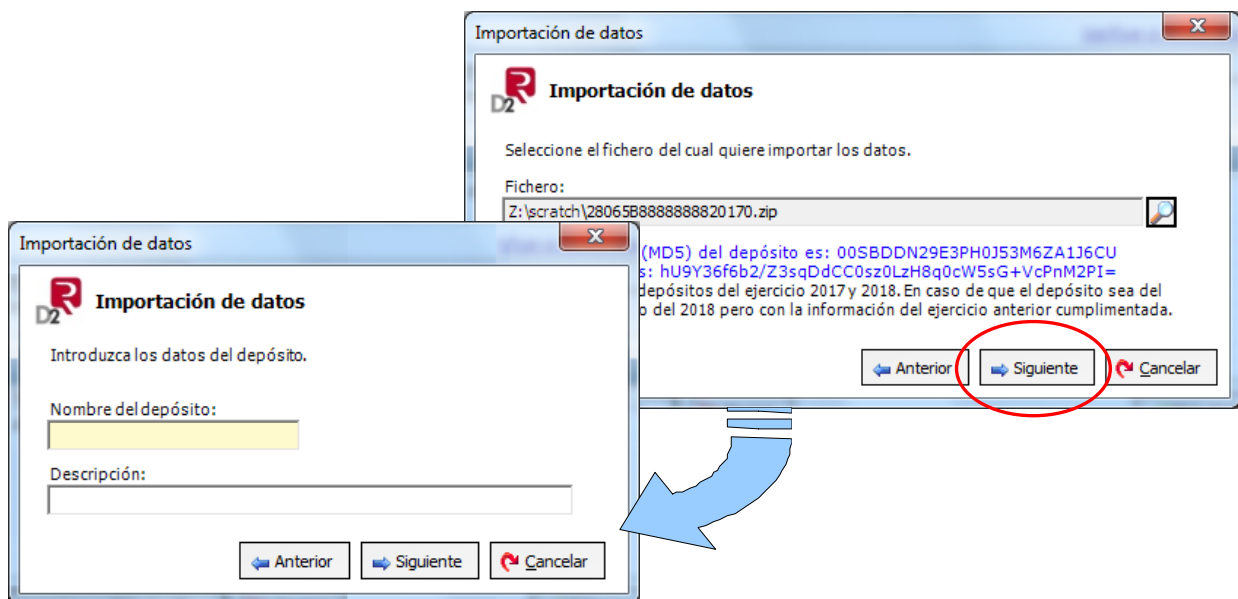 Importación de datos
D2
Importación de datos
Seleccione el fichero del cual quiere importar los datos.
Fichero:
Z:\scratch\28065B8888888820170.zip
(MD5) del depósito es: 00SBDDN29E3PH0J53M6ZA1J6CU
s: hU9Y36f6b2/Z3sqDdCC0sz0LzH8q0cW5sG+VcPnM2PI=
depósitos del ejercicio 2017 y 2018. En caso de que el depósito sea del
o del 2018 pero con la información del ejercicio anterior cumplimentada.
Anterior Siguiente Cancelar
Importación de datos
D2
Importación de datos
Introduzca los datos del depósito.
Nombre del depósito:
Descripción:
Anterior Siguiente Cancelar